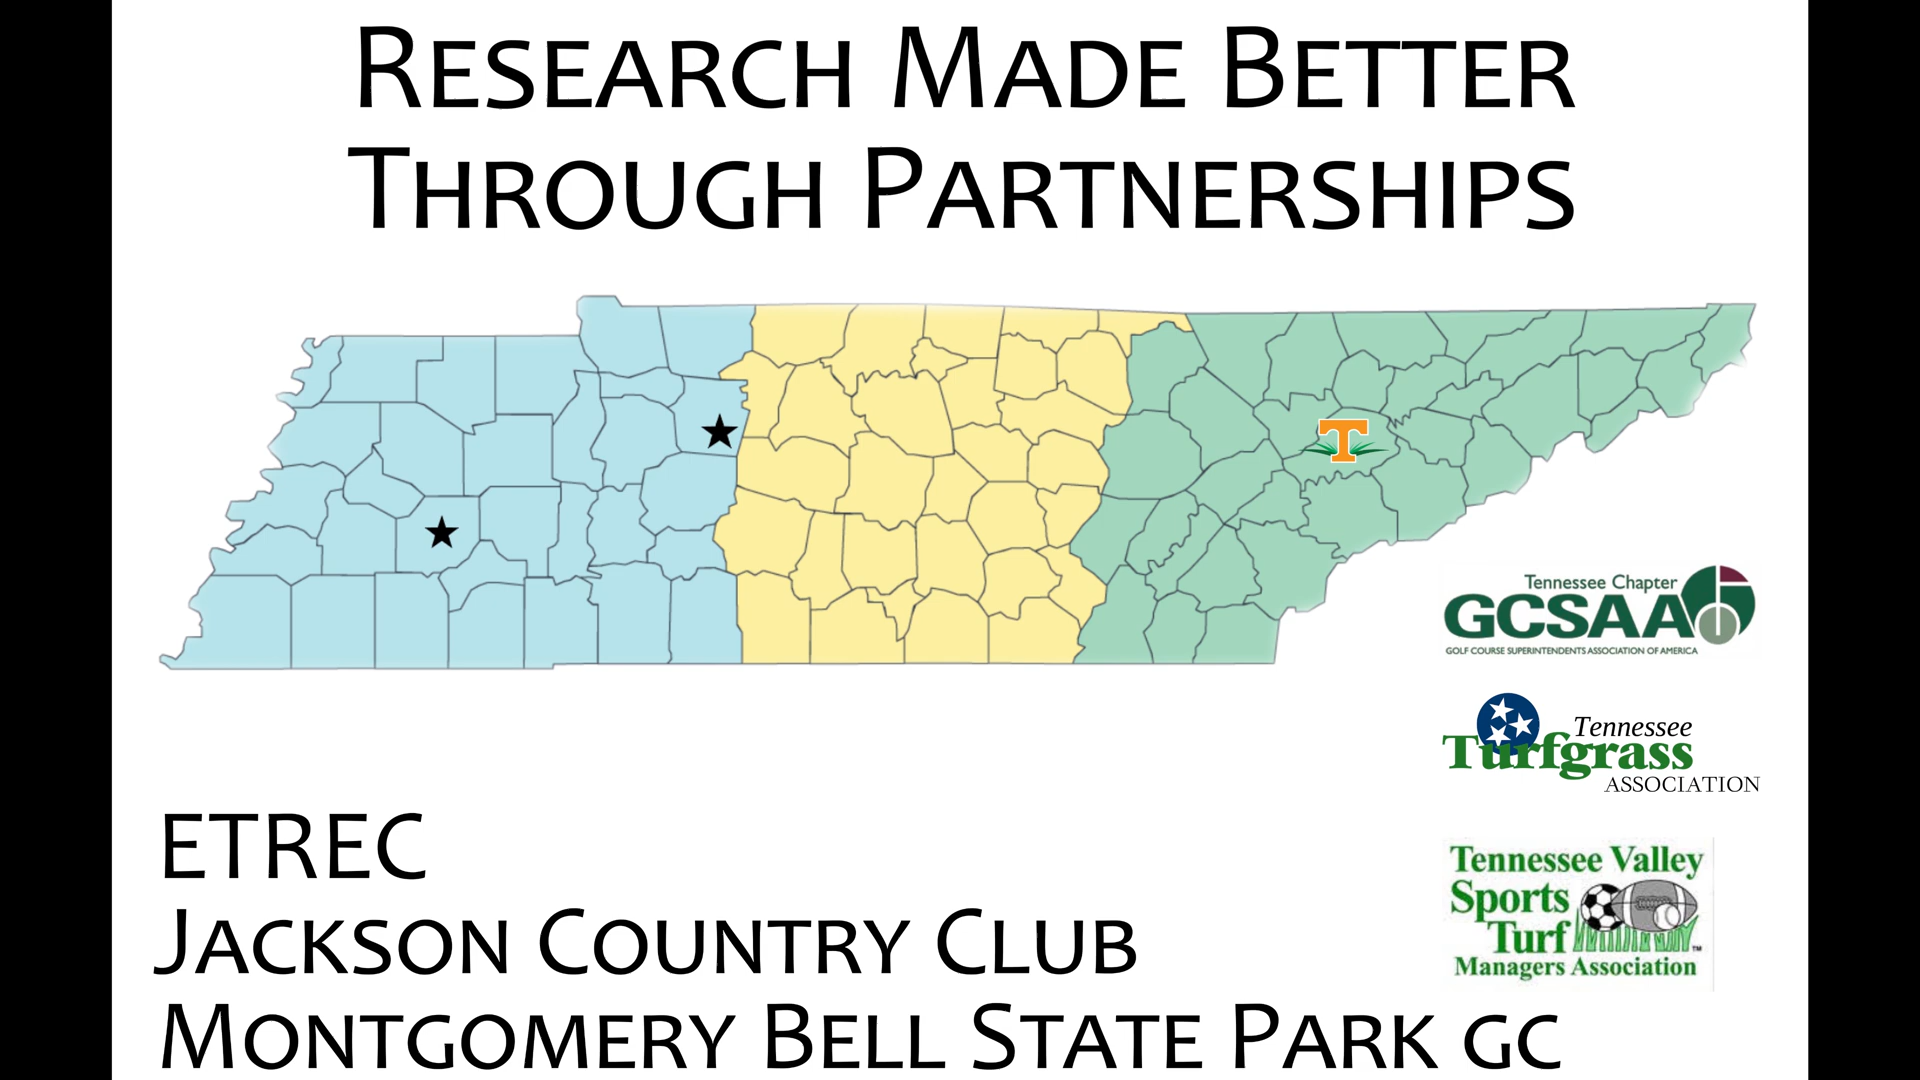 Research Made Better
Through Partnerships
T
Tennessee Chapter
GCSAA
GOLF COURSE SUPERINTENDENTS ASSOCIATION OF AMERICA
Tennessee
Turfgrass
ASSOCIATION
Tennessee Valley
Sports
Turf
TM
Managers Association
ETREC
Jackson Country Club
Montgomery Bell State Park GC